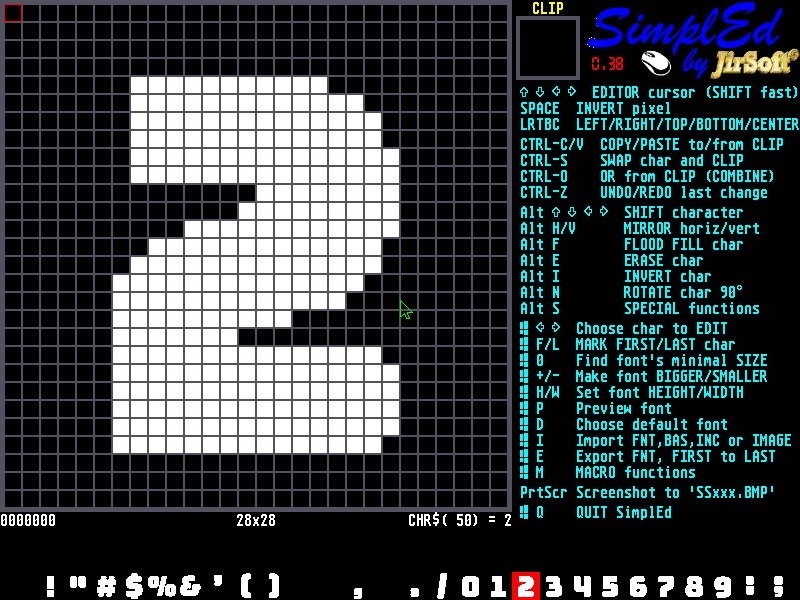 CLIP
SimplEd
0.38 by JirSoft®
⇧ ⇩ ⇦ ⇨ EDITOR cursor (SHIFT fast)
SPACE INVERT pixel
LRTBC LEFT/RIGHT/TOP/BOTTOM/CENTER
CTRL-C/V COPY/PASTE to/from CLIP
CTRL-S SWAP char and CLIP
CTRL-O OR from CLIP (COMBINE)
CTRL-Z UNDO/REDO last change
Alt ⇧ ⇩ ⇦ ⇨ SHIFT character
Alt H/V MIRROR horiz/vert
Alt F FLOOD FILL char
Alt E ERASE char
Alt I INVERT char
Alt N ROTATE char 90°
Alt S SPECIAL functions
⇦ ⇨ Choose char to EDIT
F/L MARK FIRST/LAST char
0 Find font's minimal SIZE
+/- Make font BIGGER/SMALLER
H/W Set font HEIGHT/WIDTH
P Preview font
D Choose default font
I Import FNT,BAS,INC or IMAGE
E Export FNT, FIRST to LAST
M MACRO functions
PrtScr Screenshot to 'SSxxx.BMP'
Q QUIT SimplEd
0000000 28x28 CHR$( 50) = 2
! " # $ % & ' ( ) , . / 0 1 2 3 4 5 6 7 8 9 : ;